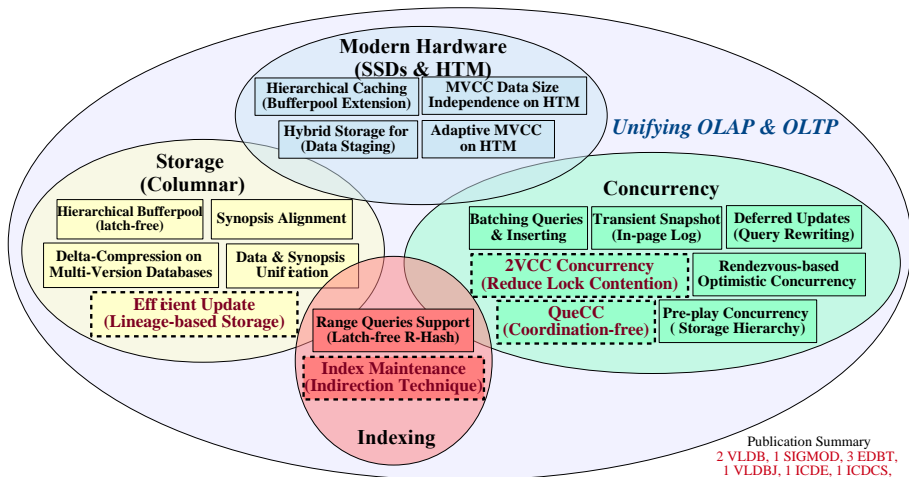 Modern Hardware
(SSDs & HTM)
Hierarchical Caching
(Bufferpool Extension)
MVCC Data Size
Independence on HTM
Hybrid Storage for
(Data Staging)
Adaptive MVCC
on HTM
Unifying OLAP & OLTP
Storage
(Columnar)
Hierarchical Bufferpool
(latch-free)
Synopsis Alignment
Delta-Compression on
Multi-Version Databases
Data & Synopsis
Unification
Efficient Update
(Lineage-based Storage)
Concurrency
Batching Queries
& Inserting
Transient Snapshot
(In-page Log)
Deferred Updates
(Query Rewriting)
2VCC Concurrency
(Reduce Lock Contention)
Rendezvous-based
Optimistic Concurrency
QueCC
(Coordination-free)
Pre-play Concurrency
( Storage Hierarchy)
Range Queries Support
(Latch-free R-Hash)
Index Maintenance
(Indirection Technique)
Indexing
Publication Summary
2 VLDB, 1 SIGMOD, 3 EDBT,
1 VLDBJ, 1 ICDE, 1 ICDCS,